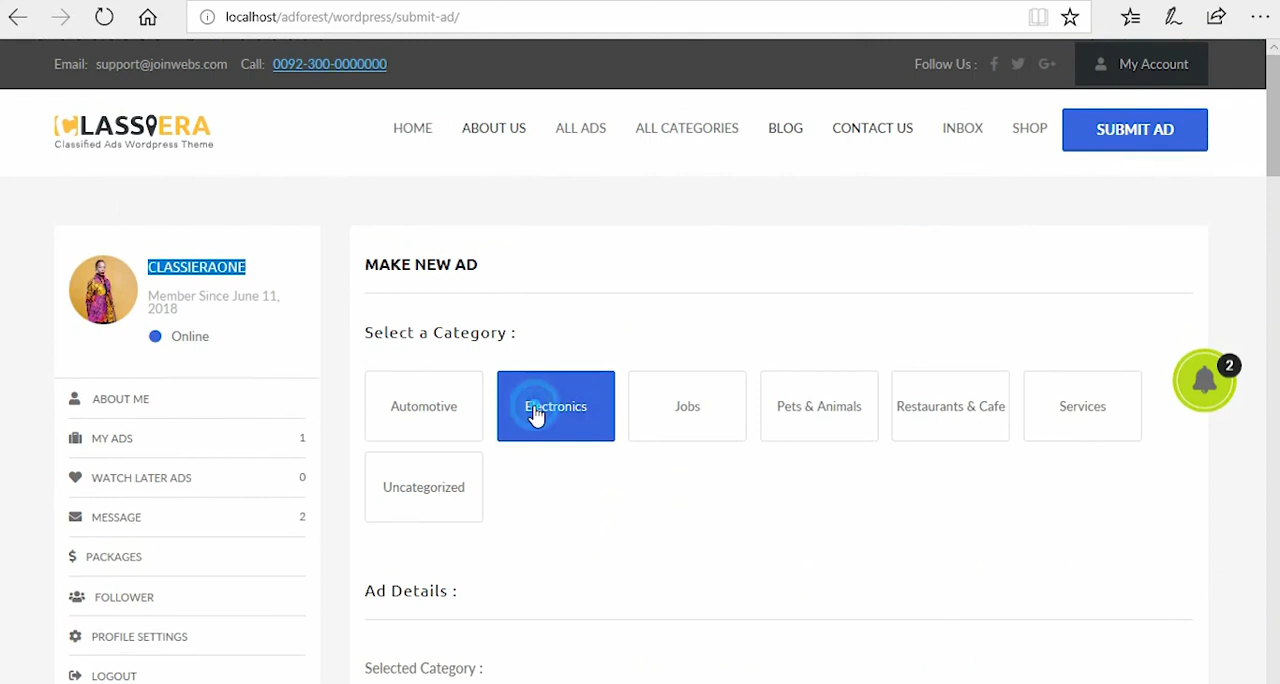 localhost/adforest/wordpress/submit-ad/
Email: support@joinwebs.com Call: 0092-300-0000000
Follow Us : My Account
CLASSIERA
Classified Ads Wordpress Theme
HOME ABOUT US ALL ADS ALL CATEGORIES BLOG CONTACT US INBOX SHOP SUBMIT AD
CLASSIERAONE
Member Since June 11,
2018
Online
ABOUT ME
MY ADS 1
WATCH LATER ADS 0
MESSAGE 2
PACKAGES
FOLLOWER
PROFILE SETTINGS
LOGOUT
MAKE NEW AD
Select a Category :
Automotive Electronics Jobs Pets & Animals Restaurants & Cafe Services
Uncategorized
Ad Details :
Selected Category :
2